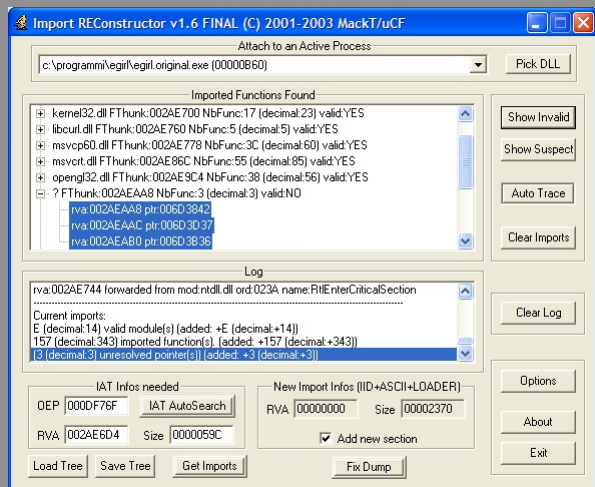 Import REConstructor v1.6 FINAL (C) 2001-2003 MackT/uCF
Attach to an Active Process
c:\programmi\egirl\egirl.original.exe (00000B60)
Pick DLL
Imported Functions Found
kernel32.dll FThunk:002AE700 NbFunc:17 (decimal:23) valid:YES
libcurl.dll FThunk:002AE760 NbFunc:5 (decimal:5) valid:YES
msvcp60.dll FThunk:002AE778 NbFunc:3C (decimal:60) valid:YES
msvcrt.dll FThunk:002AE86C NbFunc:55 (decimal:85) valid:YES
opengl32.dll FThunk:002AE9C4 NbFunc:38 (decimal:56) valid:YES
? FThunk:002AEAA8 NbFunc:3 (decimal:3) valid:NO
rva:002AEAA8 ptr:006D3842
rva:002AEAAC ptr:006D3D37
rva:002AEAB0 ptr:006D3B36
Show Invalid
Show Suspect
Auto Trace
Clear Imports
Log
rva:002AE744 forwarded from mod:ntdll.dll ord:023A name:RtlEnterCriticalSection
---------------------------------------------------------------------------
Current imports:
E (decimal:14) valid module(s) (added: +E (decimal:+14))
157 (decimal:343) imported function(s). (added: +157 (decimal:+343))
(3 (decimal:3) unresolved pointer(s)) (added: +3 (decimal:+3))
Clear Log
IAT Infos needed
OEP 000DF76F IAT AutoSearch
RVA 002AE6D4 Size 0000059C
New Import Infos (IID+ASCII+LOADER)
RVA 00000000 Size 00002370
Add new section
Options
About
Exit
Load Tree Save Tree Get Imports Fix Dump